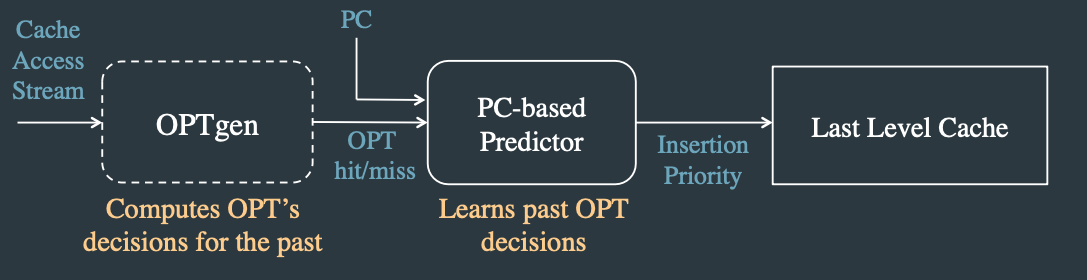 Cache
Access
Stream
OPTgen
Computes OPT's
decisions for the past
OPT
hit/miss
PC
PC-based
Predictor
Learns past OPT
decisions
Insertion
Priority
Last Level Cache